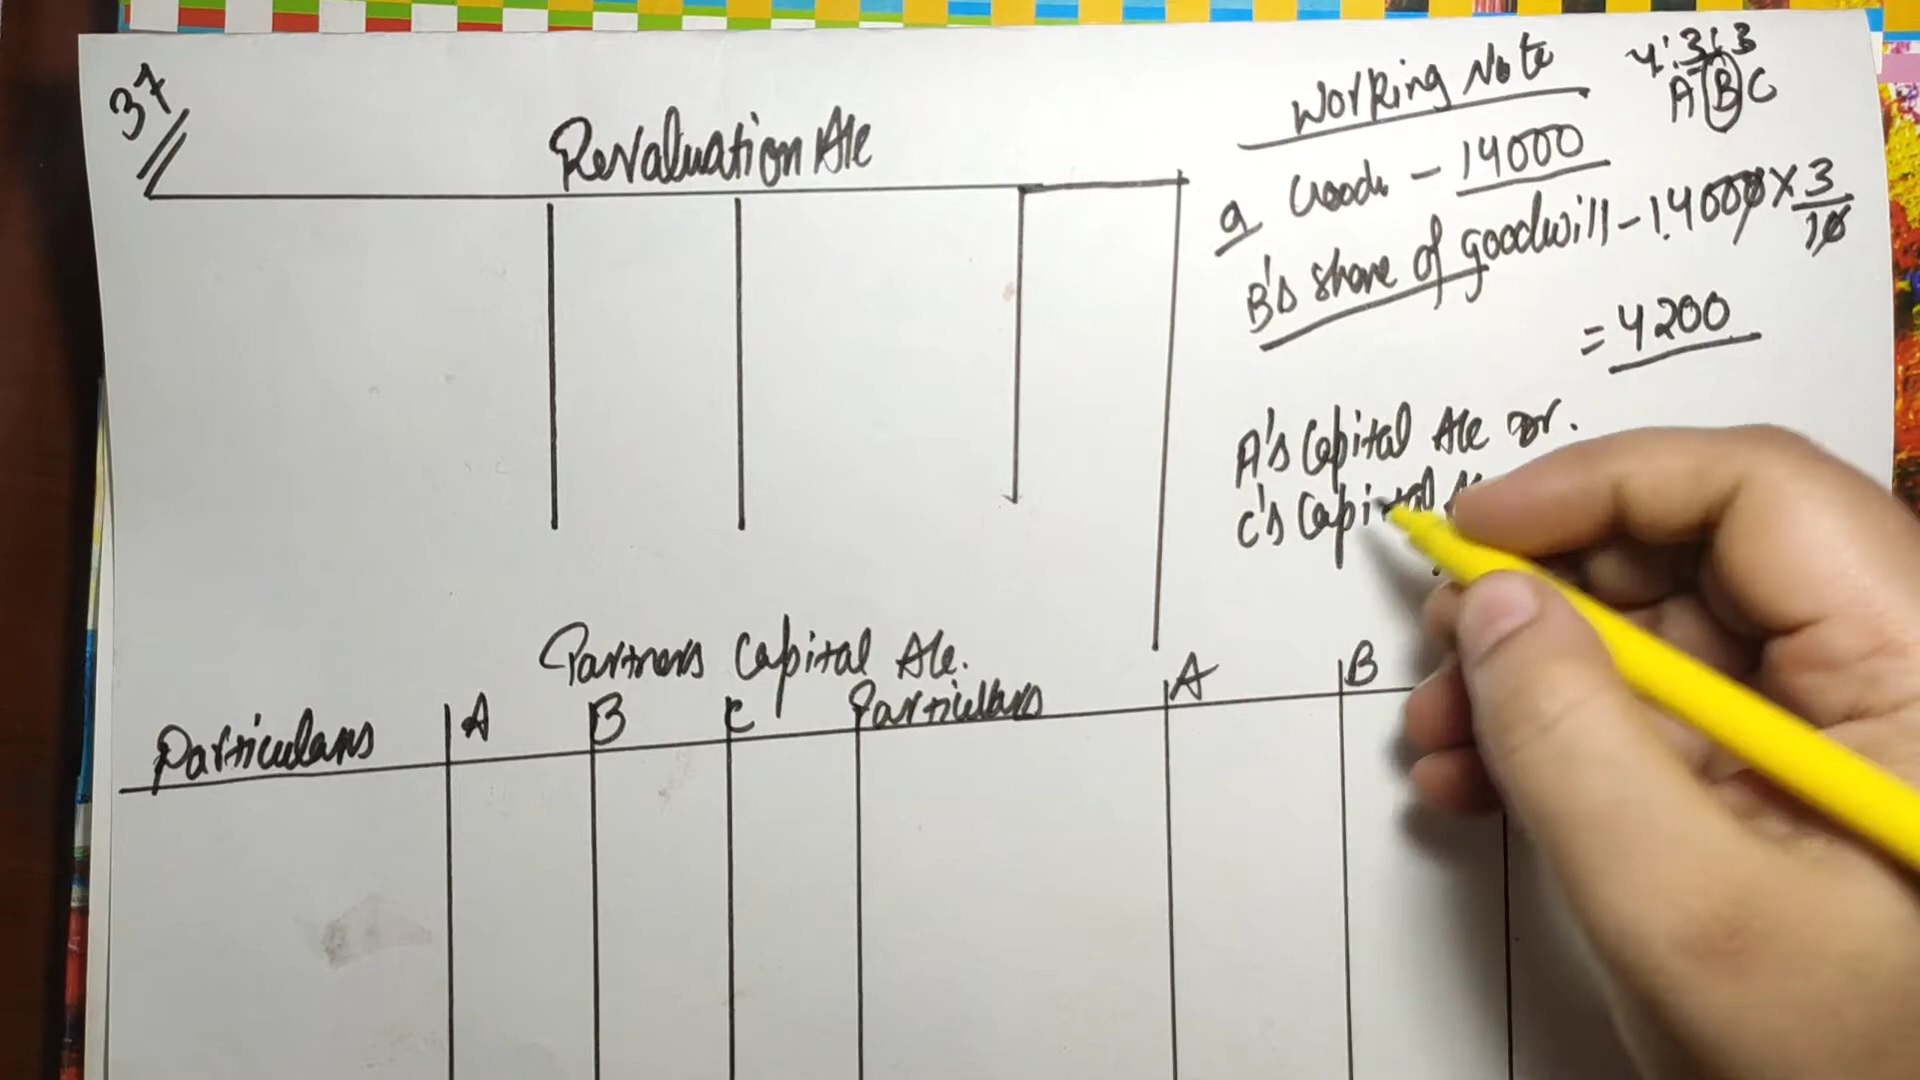 37
Revaluation A/c
Working Note
4:3:3
A B C
a Goodw - 14000
B's share of goodwill - 14000 × 3/10
= 4200
A's Capital A/c Dr.
C's Capital
Partners Capital A/c.
Particulars A B C Particulars A B